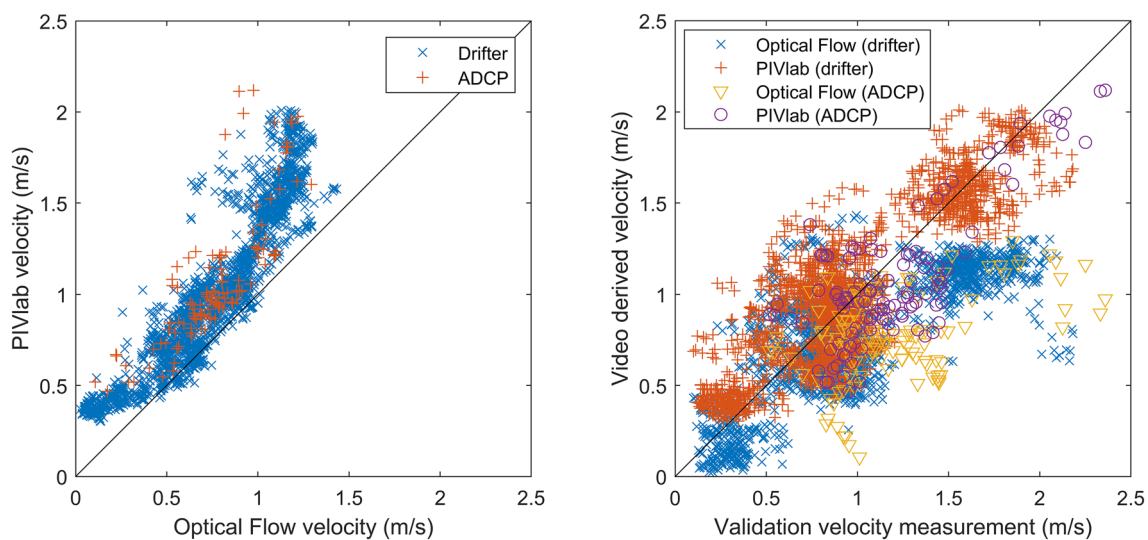 2.5
2
1.5
1
0.5
0
0
0.5
1
1.5
2
2.5
PIVlab velocity (m/s)
Optical Flow velocity (m/s)
Drifter
ADCP
2.5
2
1.5
1
0.5
0
0
0.5
1
1.5
2
2.5
Video derived velocity (m/s)
Validation velocity measurement (m/s)
Optical Flow (drifter)
PIVlab (drifter)
Optical Flow (ADCP)
PIVlab (ADCP)